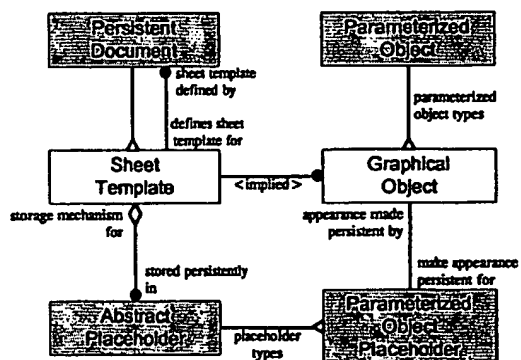 Persistent
Document
Parameterized
Object
sheet template
defined by
defines sheet
template for
parameterized
object types
Sheet
Template
<implied>
Graphical
Object
storage mechanism
for
appearance made
persistent by
stored persistently
in
make appearance
persistent for
Abstract
Placeholder
placeholder
types
Parameterized
Object
Placeholder